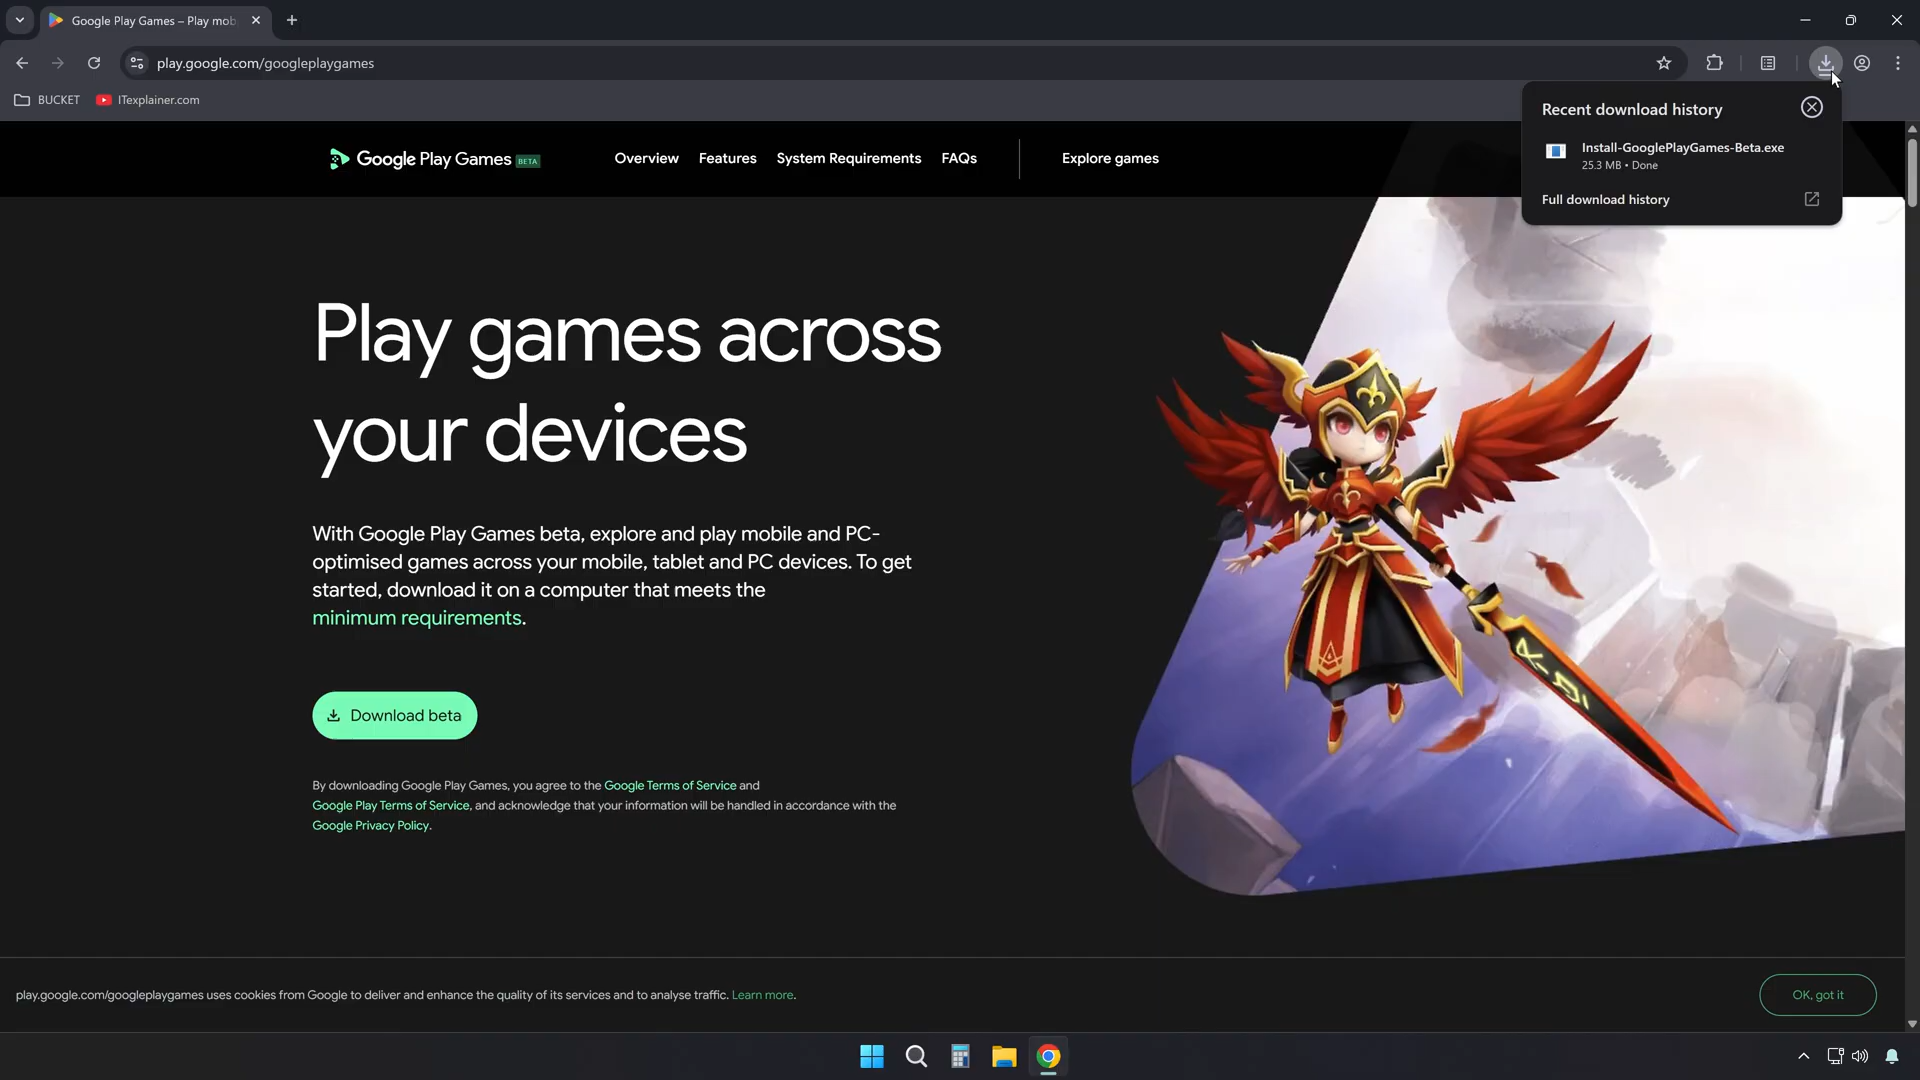 Google Play Games – Play mob
play.google.com/googleplaygames
BUCKET
ITexplainer.com
Recent download history
Install-GooglePlayGames-Beta.exe
25.3 MB • Done
Full download history
Google Play Games BETA
Overview
Features
System Requirements
FAQs
Explore games
Play games across
your devices
With Google Play Games beta, explore and play mobile and PC-
optimised games across your mobile, tablet and PC devices. To get
started, download it on a computer that meets the
minimum requirements.
Download beta
By downloading Google Play Games, you agree to the Google Terms of Service and
Google Play Terms of Service, and acknowledge that your information will be handled in accordance with the
Google Privacy Policy.
play.google.com/googleplaygames uses cookies from Google to deliver and enhance the quality of its services and to analyse traffic. Learn more.
OK, got it